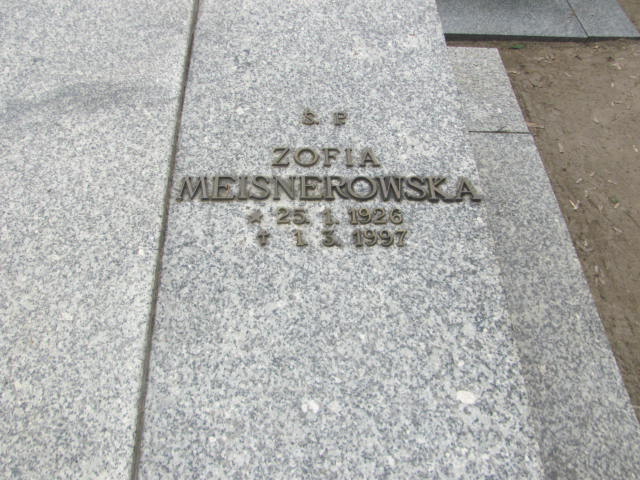 Ś. P.
ZOFIA
MEISNEROWSKA
* 25. 1. 1926
† 1. 3. 1997